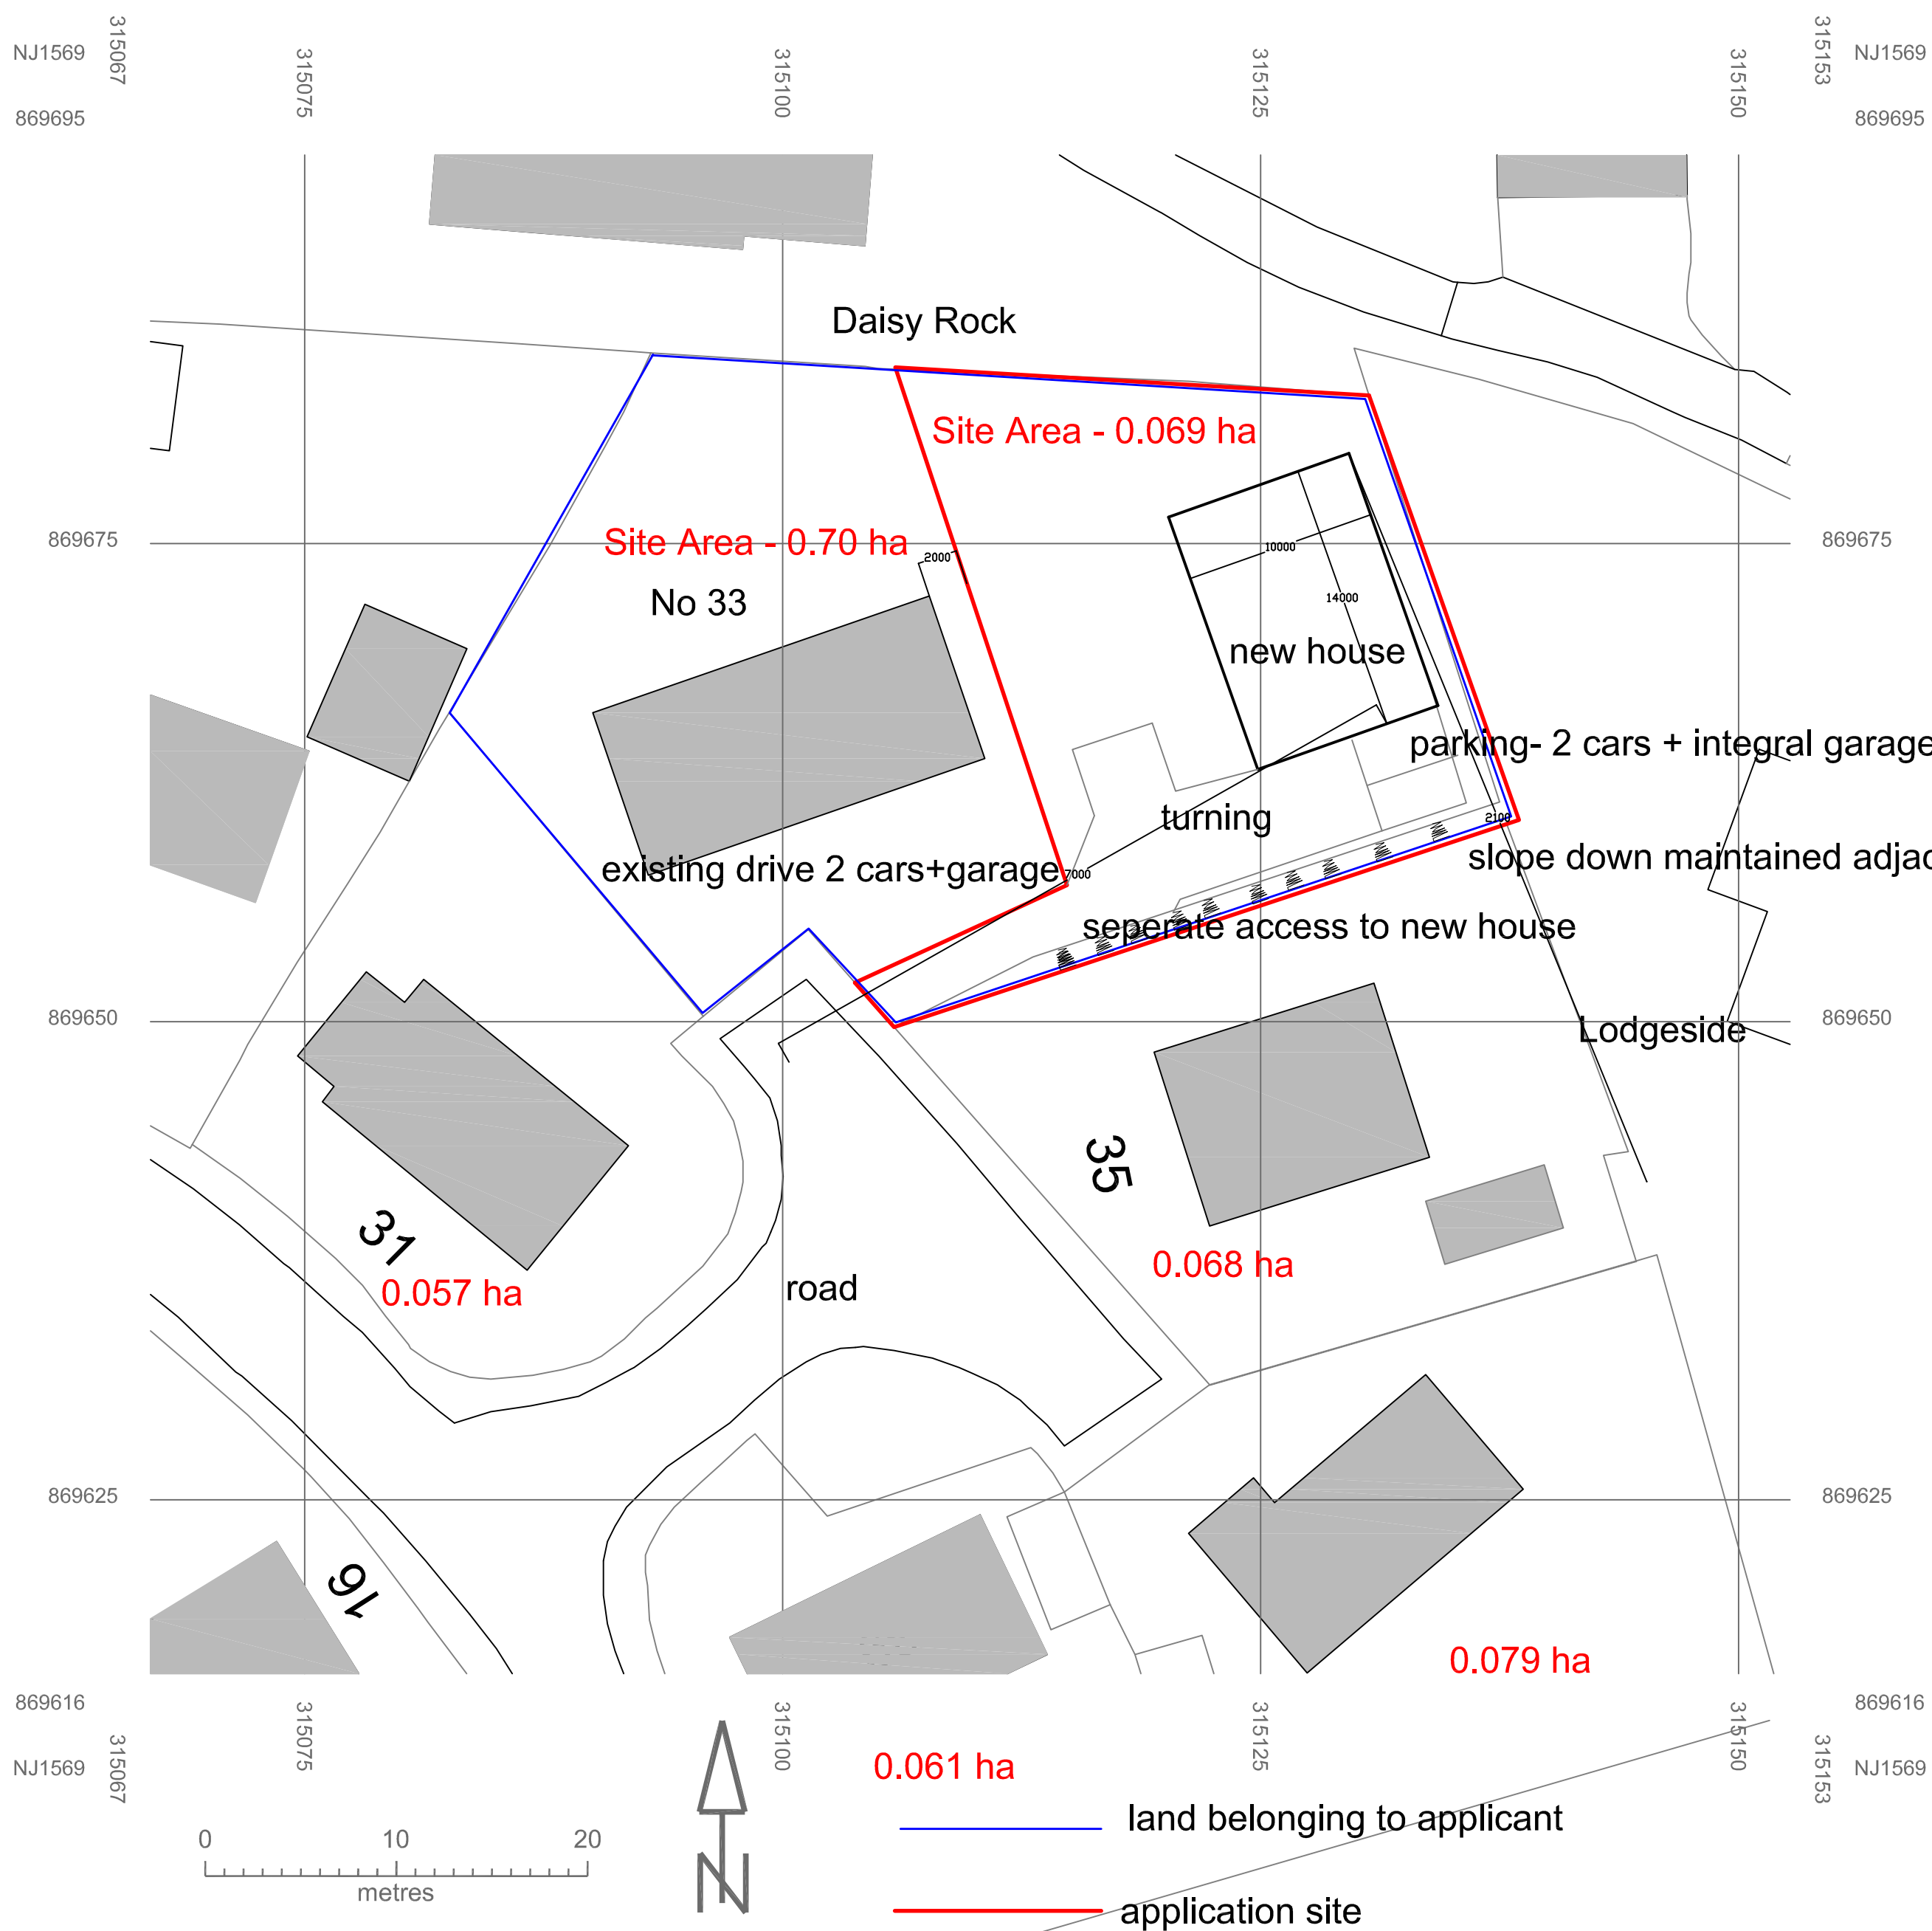 NJ1569
315067
315075
315100
315125
315150
315153
NJ1569
869695
869695
Daisy Rock
Site Area - 0.069 ha
869675
Site Area - 0.70 ha
2000
10000
869675
No 33
14000
new house
parking- 2 cars + integral garage
turning
2100
existing drive 2 cars+garage
7000
slope down maintained adjac
seperate access to new house
869650
869650
Lodgeside
35
31
0.057 ha
0.068 ha
road
869625
869625
16
0.079 ha
869616
869616
NJ1569
315067
315075
315100
315125
315150
315153
NJ1569
0.061 ha
land belonging to applicant
0 10 20
metres
N
application site